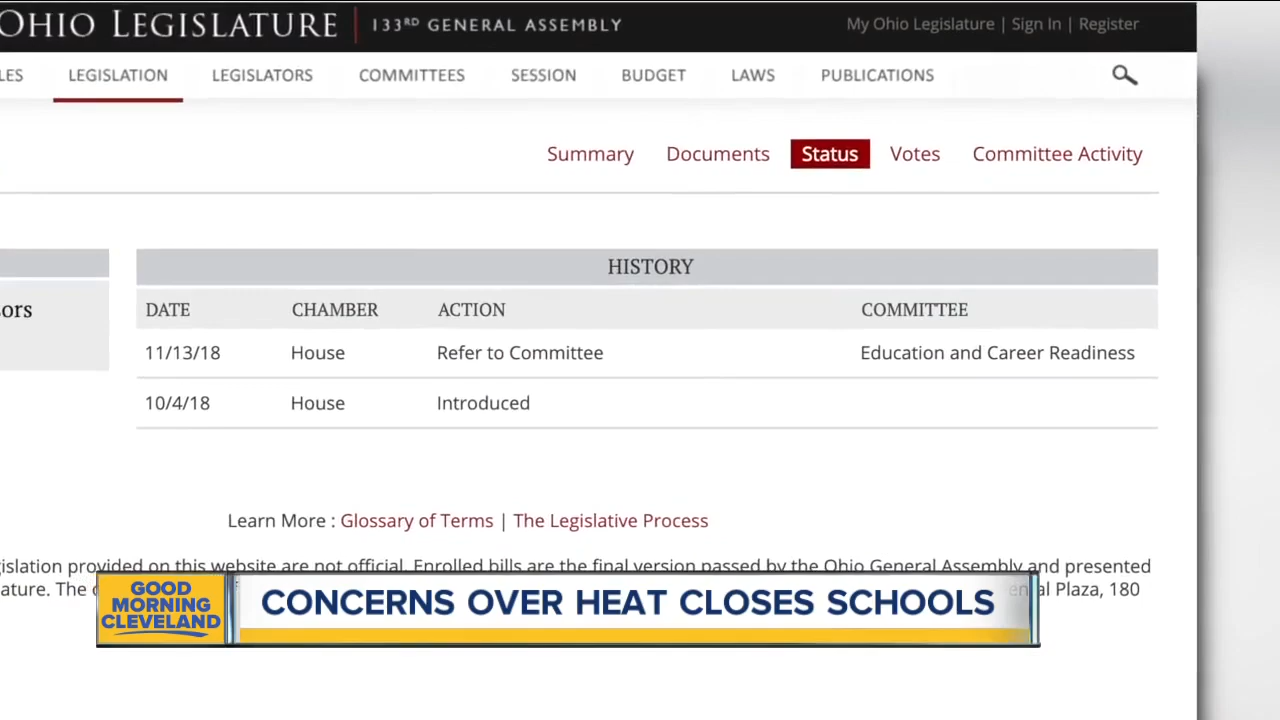 OHIO LEGISLATURE | 133RD GENERAL ASSEMBLY
My Ohio Legislature | Sign In | Register
LES LEGISLATION LEGISLATORS COMMITTEES SESSION BUDGET LAWS PUBLICATIONS
Summary Documents Status Votes Committee Activity
HISTORY
ors
DATE CHAMBER ACTION COMMITTEE
11/13/18 House Refer to Committee Education and Career Readiness
10/4/18 House Introduced
Learn More : Glossary of Terms | The Legislative Process
gislation provided on this website are not official. Enrolled bills are the final version passed by the Ohio General Assembly and presented
ature. The Plaza, 180
GOOD
MORNING
CLEVELAND
CONCERNS OVER HEAT CLOSES SCHOOLS